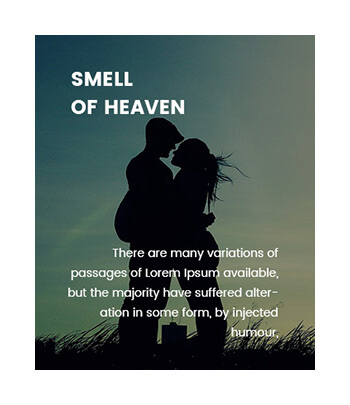 SMELL
OF HEAVEN
There are many variations of
passages of Lorem Ipsum available,
but the majority have suffered alter-
ation in some form, by injected
humour,